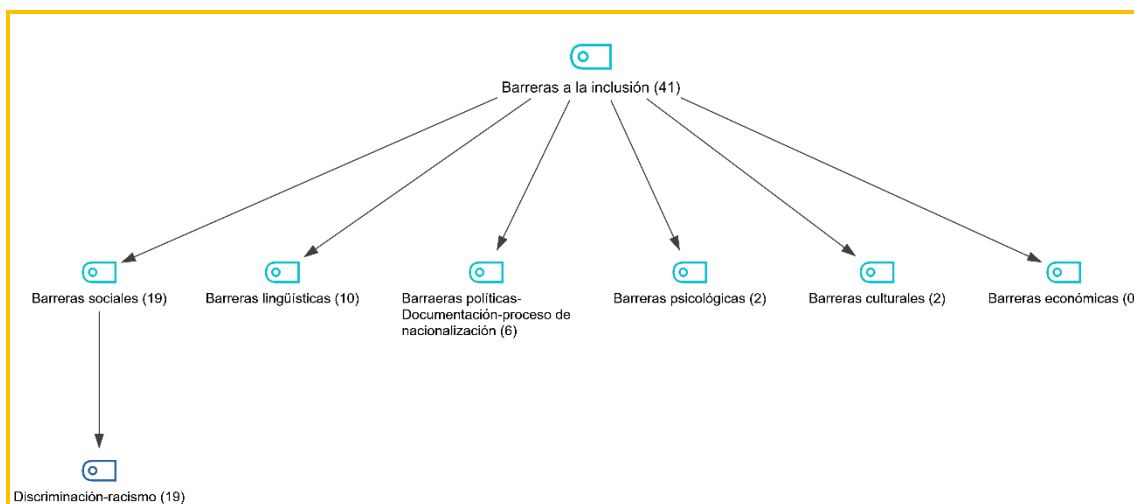 Barreras a la inclusión (41)
Barreras sociales (19)
Barreras lingüísticas (10)
Barraeras políticas-
Documentación-proceso de
nacionalización (6)
Barreras psicológicas (2)
Barreras culturales (2)
Barreras económicas (0
Discriminación-racismo (19)